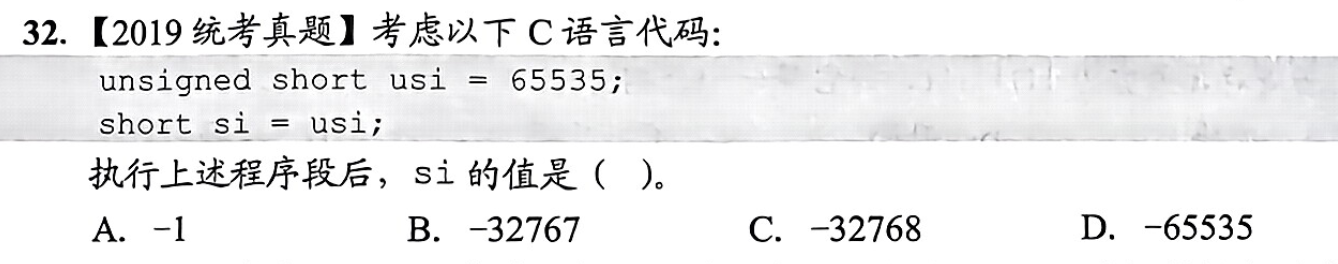 32.【2019 统考真题】考虑以下 C 语言代码:
unsigned short usi = 65535;
short si = usi;
执行上述程序段后，si 的值是（ ）。
A. -1 B. -32767 C. -32768 D. -65535